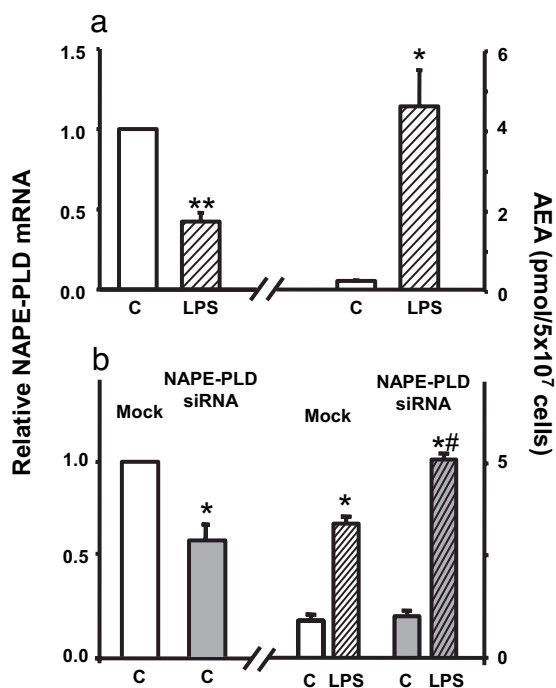 a
1.5
1.0
0.5
0.0
**
*
6
4
2
0
C
LPS
C
LPS
Relative NAPE-PLD mRNA
AEA (pmol/5x10⁷ cells)
b
NAPE-PLD
siRNA
Mock
NAPE-PLD
siRNA
Mock
1.0
0.5
0.0
*
*
*#
5
0
C
C
C LPS
C LPS